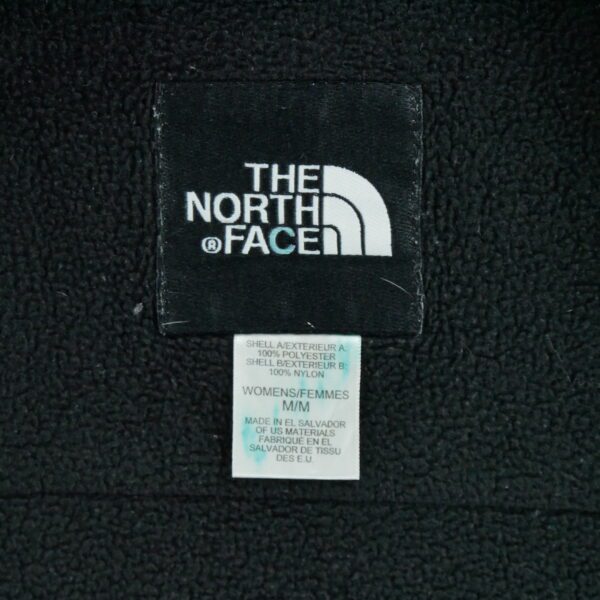 THE
NORTH
® FACE
SHELL A/EXTERIEUR A:
100% POLYESTER
SHELL B/EXTERIEUR B:
100% NYLON
WOMENS/FEMMES
M/M
MADE IN EL SALVADOR
OF US MATERIALS
FABRIQUÉ EN EL
SALVADOR DE TISSU
DES E.U.